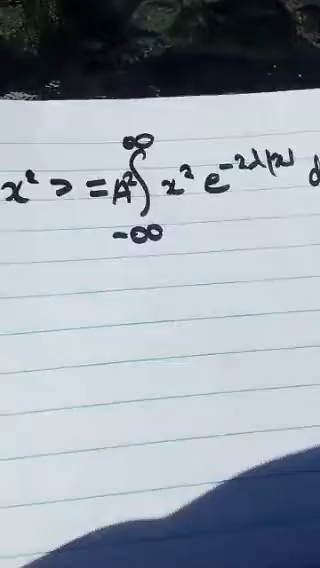 x² > = A² ∫_{-∞}^{∞} x² e^{-2λ|x|} d